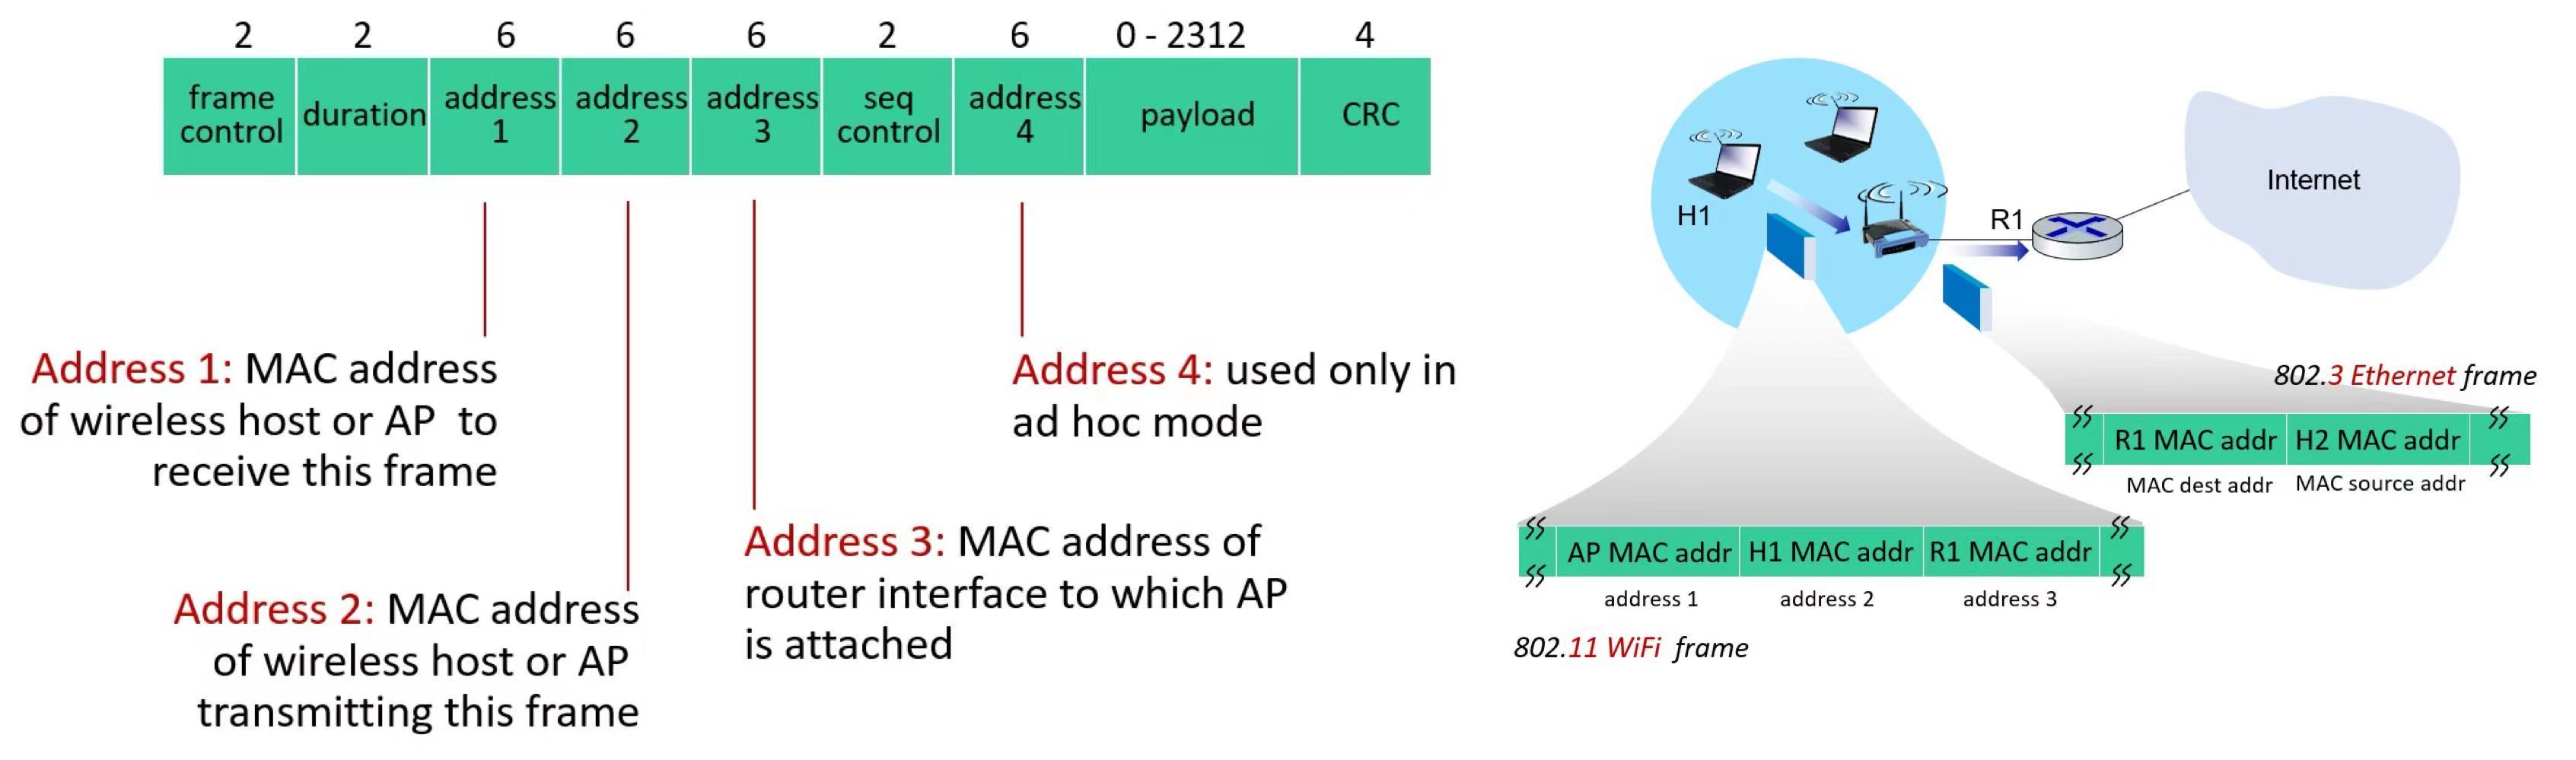 2 2 6 6 6 2 6 0 - 2312 4
frame control
duration
address 1
address 2
address 3
seq control
address 4
payload
CRC
Address 1: MAC address
of wireless host or AP to
receive this frame
Address 2: MAC address
of wireless host or AP
transmitting this frame
Address 3: MAC address of
router interface to which AP
is attached
Address 4: used only in
ad hoc mode
H1
R1
Internet
802.3 Ethernet frame
R1 MAC addr H2 MAC addr
MAC dest addr MAC source addr
AP MAC addr H1 MAC addr R1 MAC addr
address 1 address 2 address 3
802.11 WiFi frame